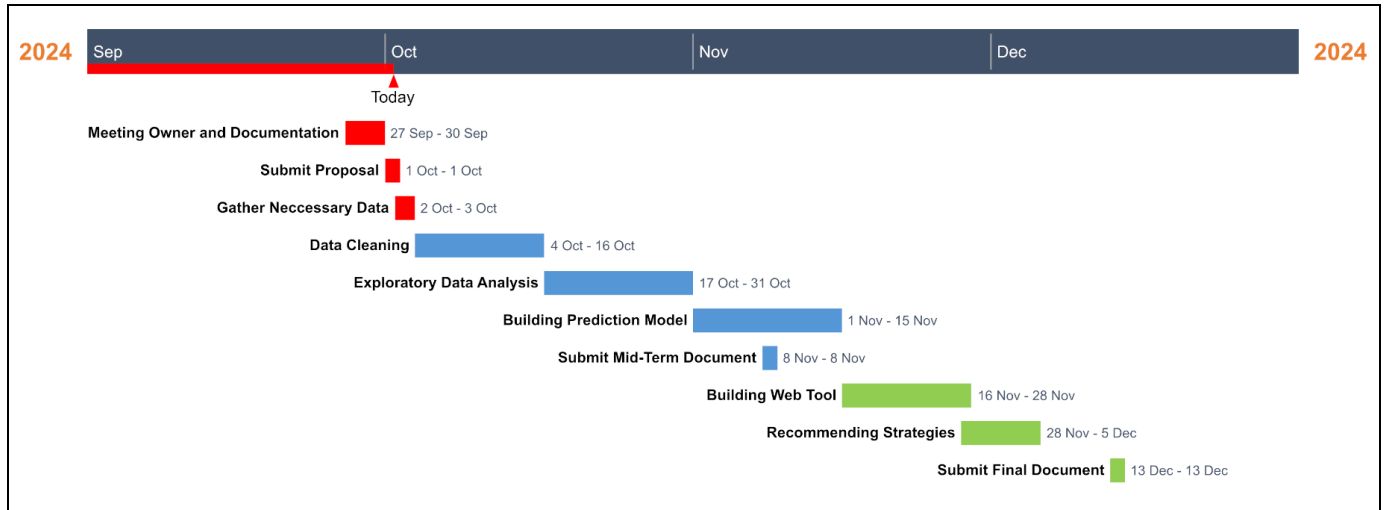 2024 Sep Oct Nov Dec 2024
Today
Meeting Owner and Documentation 27 Sep - 30 Sep
Submit Proposal 1 Oct - 1 Oct
Gather Neccessary Data 2 Oct - 3 Oct
Data Cleaning 4 Oct - 16 Oct
Exploratory Data Analysis 17 Oct - 31 Oct
Building Prediction Model 1 Nov - 15 Nov
Submit Mid-Term Document 8 Nov - 8 Nov
Building Web Tool 16 Nov - 28 Nov
Recommending Strategies 28 Nov - 5 Dec
Submit Final Document 13 Dec - 13 Dec